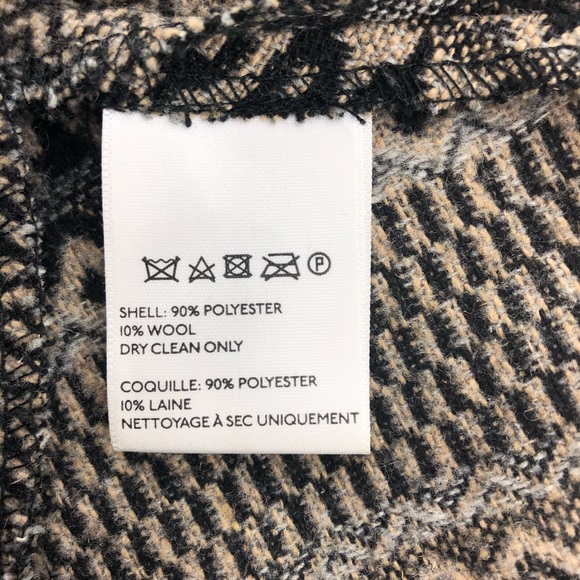 P
SHELL: 90% POLYESTER
10% WOOL
DRY CLEAN ONLY
COQUILLE: 90% POLYESTER
10% LAINE
NETTOYAGE À SEC UNIQUEMENT